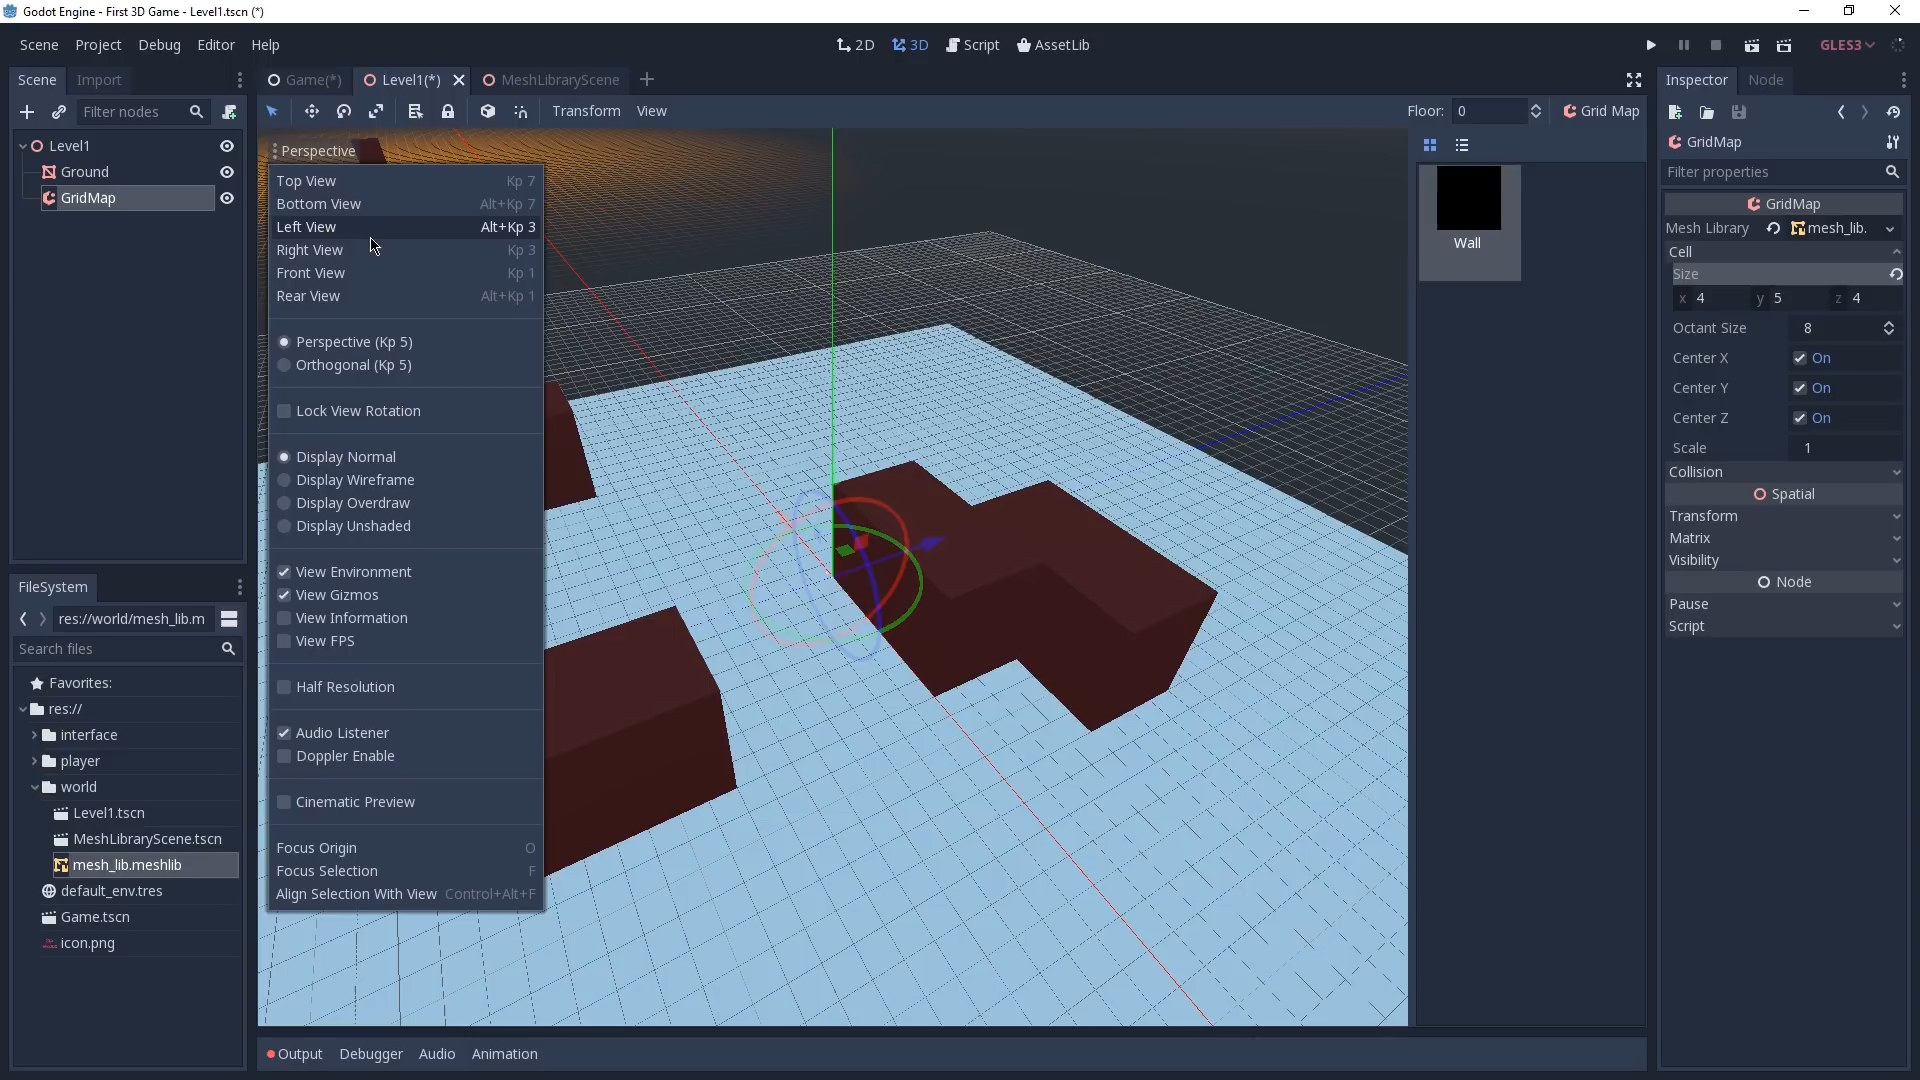 Godot Engine - First 3D Game - Level1.tscn (*)
Scene Project Debug Editor Help
2D 3D Script AssetLib
GLES3
Scene Import
Game(*) Level1(*) MeshLibraryScene
Inspector Node
Filter nodes
Transform View
Floor: 0 Grid Map
Level1
Ground
GridMap
Perspective
Top View Kp 7
Bottom View Alt+Kp 7
Left View Alt+Kp 3
Right View Kp 3
Front View Kp 1
Rear View Alt+Kp 1
Perspective (Kp 5)
Orthogonal (Kp 5)
Lock View Rotation
Display Normal
Display Wireframe
Display Overdraw
Display Unshaded
View Environment
View Gizmos
View Information
View FPS
Half Resolution
Audio Listener
Doppler Enable
Cinematic Preview
Focus Origin O
Focus Selection F
Align Selection With View Control+Alt+F
Wall
GridMap
Filter properties
GridMap
Mesh Library mesh_lib.
Cell
Size
x 4 y 5 z 4
Octant Size 8
Center X On
Center Y On
Center Z On
Scale 1
Collision
Spatial
Transform
Matrix
Visibility
Node
Pause
Script
FileSystem
res://world/mesh_lib.m
Search files
Favorites:
res://
interface
player
world
Level1.tscn
MeshLibraryScene.tscn
mesh_lib.meshlib
default_env.tres
Game.tscn
icon.png
Output Debugger Audio Animation